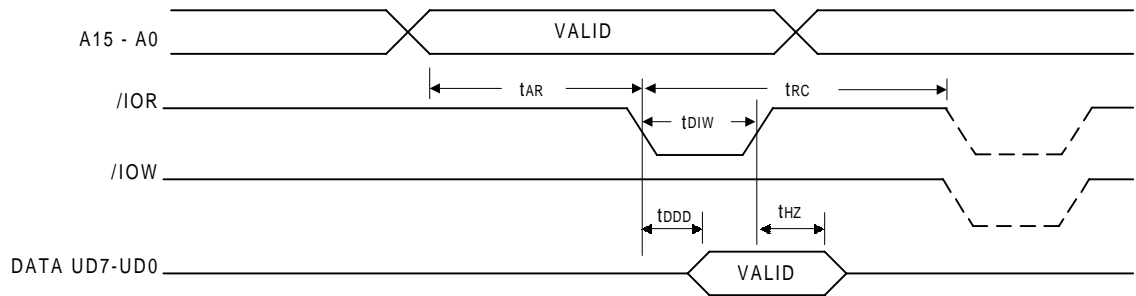 A15 - A0
VALID
tAR
tRC
/IOR
tDIW
/IOW
tDDD
tHZ
DATA UD7-UD0
VALID